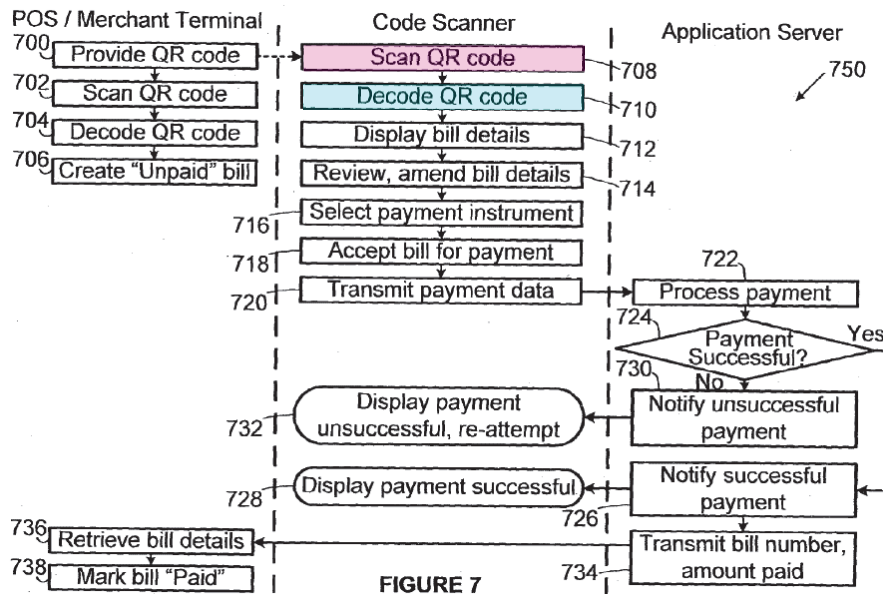 POS / Merchant Terminal
Code Scanner
Application Server
700
Provide QR code
Scan QR code
708
750
702
Scan QR code
Decode QR code
710
704
Decode QR code
Display bill details
712
706
Create “Unpaid” bill
Review, amend bill details
714
716
Select payment instrument
718
Accept bill for payment
722
720
Transmit payment data
Process payment
724
Payment
Successful?
Yes
730
No
732
Display payment
unsuccessful, re-attempt
Notify unsuccessful
payment
728
Display payment successful
Notify successful
payment
726
736
Retrieve bill details
Transmit bill number,
amount paid
734
738
Mark bill “Paid”
FIGURE 7